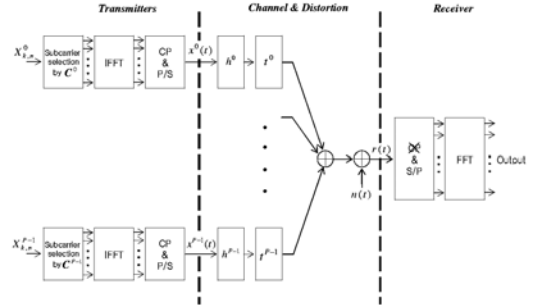 Transmitters
Channel & Distortion
Receiver
X⁰ₖ,ₙ
Subcarrier
selection
by C⁰
IFFT
CP
&
P/S
x⁰(t)
h⁰
t⁰
r(t)
&
S/P
FFT
Output
n(t)
Xᴾ⁻¹ₖ,ₙ
Subcarrier
selection
by Cᴾ⁻¹
IFFT
CP
&
P/S
xᴾ⁻¹(t)
hᴾ⁻¹
tᴾ⁻¹